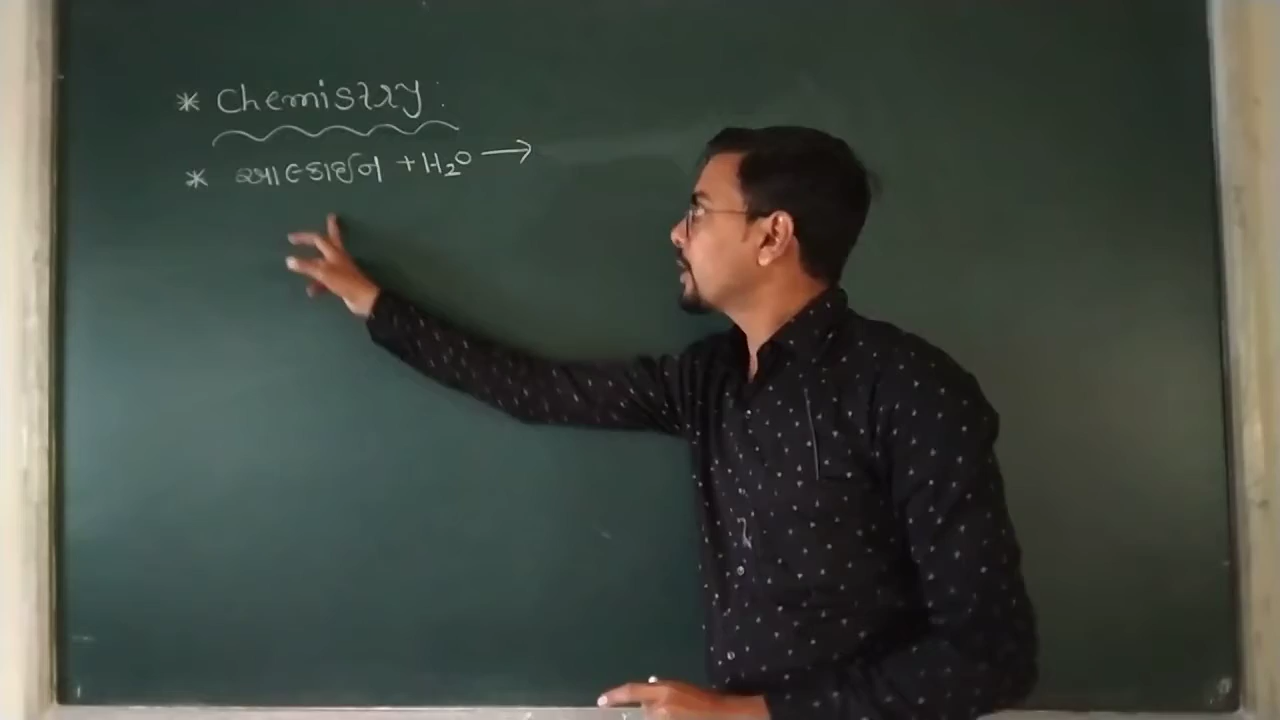 * Chemistry:
* આલ્કાઈન + H₂O →